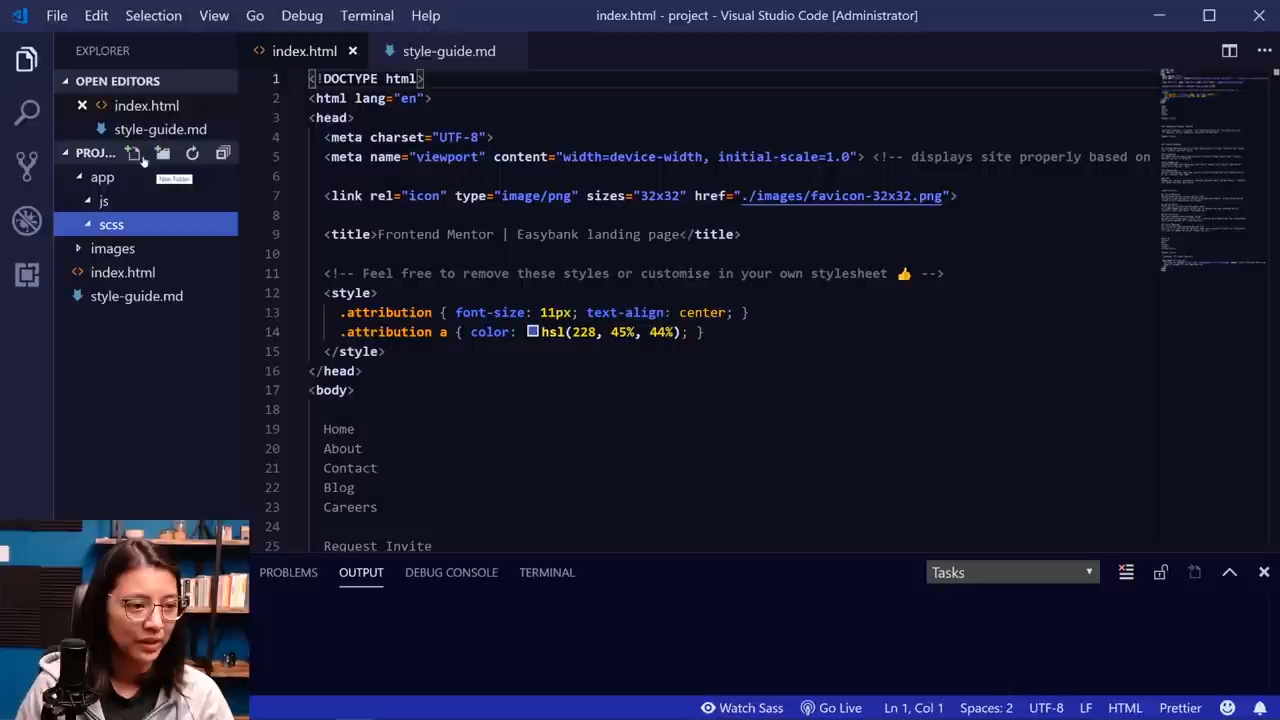 File Edit Selection View Go Debug Terminal Help index.html - project - Visual Studio Code [Administrator]
EXPLORER
index.html
style-guide.md
OPEN EDITORS
index.html
style-guide.md
PROJ...
New Folder
app
js
scss
images
index.html
style-guide.md
1 <!DOCTYPE html>
2 <html lang="en">
3 <head>
4 <meta charset="UTF-8">
5 <meta name="viewport" content="width=device-width, initial-scale=1.0"> <!-- displays site properly based on
6
7 <link rel="icon" type="image/png" sizes="32x32" href="./images/favicon-32x32.png">
8
9 <title>Frontend Mentor | Easybank landing page</title>
10
11 <!-- Feel free to remove these styles or customise in your own stylesheet 👍 -->
12 <style>
13 .attribution { font-size: 11px; text-align: center; }
14 .attribution a { color: hsl(228, 45%, 44%); }
15 </style>
16 </head>
17 <body>
18
19 Home
20 About
21 Contact
22 Blog
23 Careers
24
25 Request Invite
PROBLEMS OUTPUT DEBUG CONSOLE TERMINAL
Tasks
Watch Sass Go Live Ln 1, Col 1 Spaces: 2 UTF-8 LF HTML Prettier